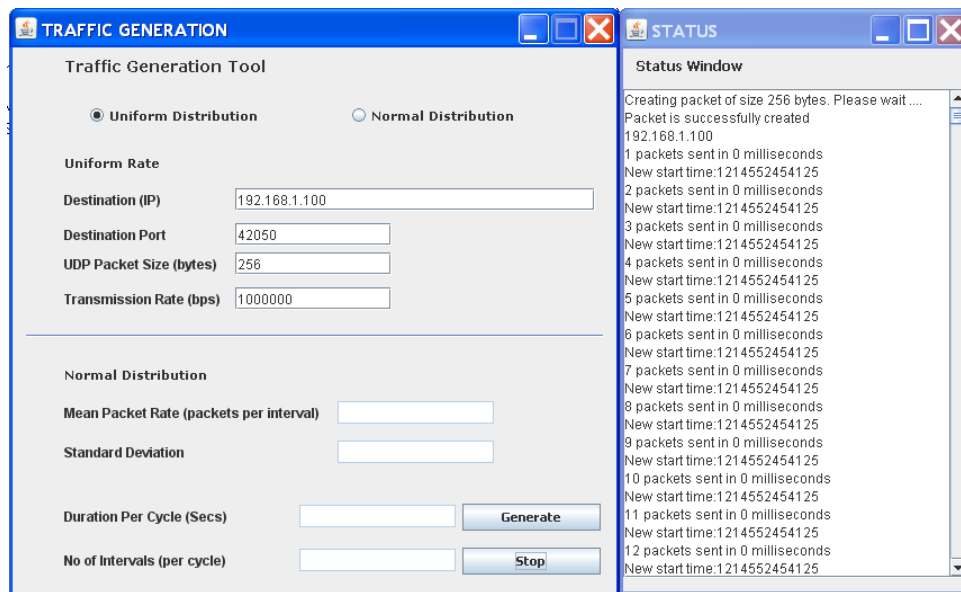 TRAFFIC GENERATION
Traffic Generation Tool
Uniform Distribution
Normal Distribution
Uniform Rate
Destination (IP)
192.168.1.100
Destination Port
42050
UDP Packet Size (bytes)
256
Transmission Rate (bps)
1000000
Normal Distribution
Mean Packet Rate (packets per interval)
Standard Deviation
Duration Per Cycle (Secs)
Generate
No of Intervals (per cycle)
Stop
STATUS
Status Window
Creating packet of size 256 bytes. Please wait ....
Packet is successfully created
192.168.1.100
1 packets sent in 0 milliseconds
New start time:1214552454125
2 packets sent in 0 milliseconds
New start time:1214552454125
3 packets sent in 0 milliseconds
New start time:1214552454125
4 packets sent in 0 milliseconds
New start time:1214552454125
5 packets sent in 0 milliseconds
New start time:1214552454125
6 packets sent in 0 milliseconds
New start time:1214552454125
7 packets sent in 0 milliseconds
New start time:1214552454125
8 packets sent in 0 milliseconds
New start time:1214552454125
9 packets sent in 0 milliseconds
New start time:1214552454125
10 packets sent in 0 milliseconds
New start time:1214552454125
11 packets sent in 0 milliseconds
New start time:1214552454125
12 packets sent in 0 milliseconds
New start time:1214552454125